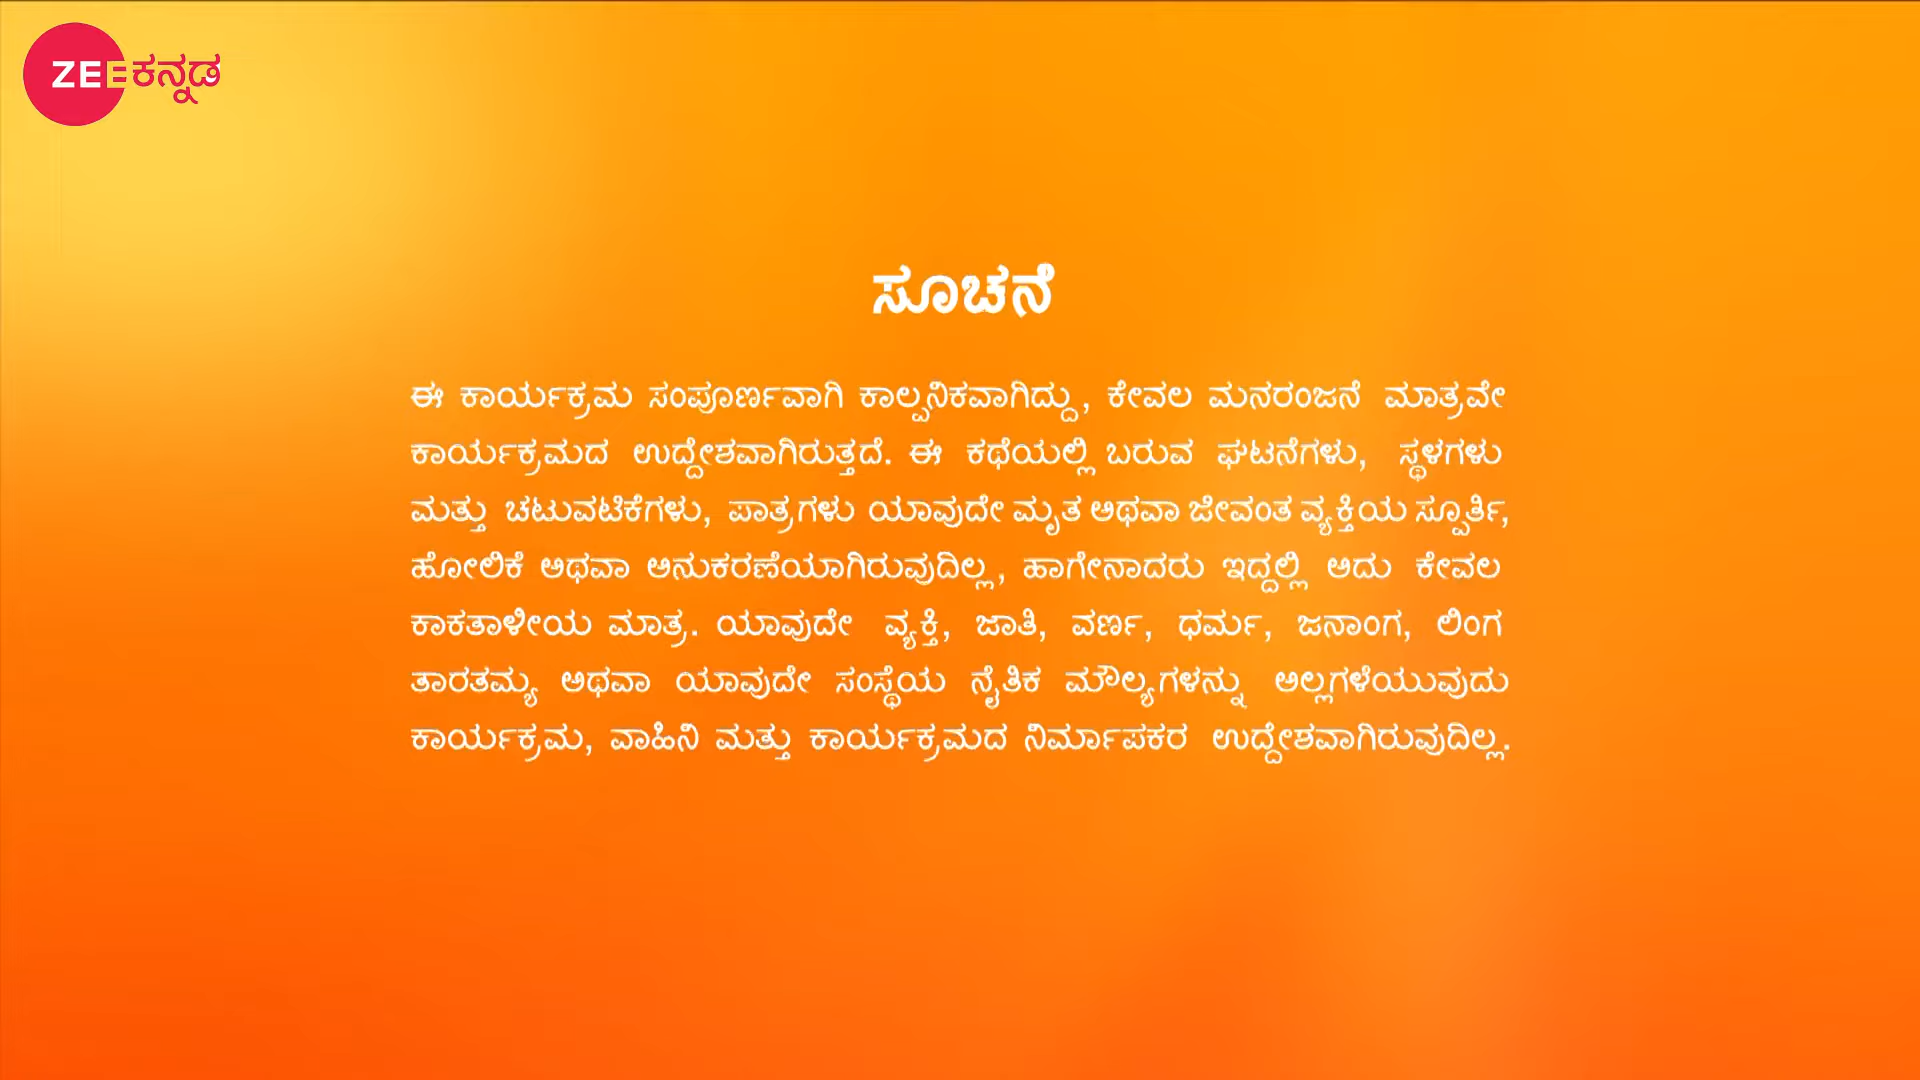 ZEEಕನ್ನಡ
ಸೂಚನೆ
ಈ ಕಾರ್ಯಕ್ರಮ ಸಂಪೂರ್ಣವಾಗಿ ಕಾಲ್ಪನಿಕವಾಗಿದ್ದು, ಕೇವಲ ಮನರಂಜನೆ ಮಾತ್ರವೇ
ಕಾರ್ಯಕ್ರಮದ ಉದ್ದೇಶವಾಗಿರುತ್ತದೆ. ಈ ಕಥೆಯಲ್ಲಿ ಬರುವ ಘಟನೆಗಳು, ಸ್ಥಳಗಳು
ಮತ್ತು ಚಟುವಟಿಕೆಗಳು, ಪಾತ್ರಗಳು ಯಾವುದೇ ಮೃತ ಅಥವಾ ಜೀವಂತ ವ್ಯಕ್ತಿಯ ಸ್ಪೂರ್ತಿ,
ಹೋಲಿಕೆ ಅಥವಾ ಅನುಕರಣೆಯಾಗಿರುವುದಿಲ್ಲ, ಹಾಗೇನಾದರು ಇದ್ದಲ್ಲಿ ಅದು ಕೇವಲ
ಕಾಕತಾಳೀಯ ಮಾತ್ರ. ಯಾವುದೇ ವ್ಯಕ್ತಿ, ಜಾತಿ, ವರ್ಣ, ಧರ್ಮ, ಜನಾಂಗ, ಲಿಂಗ
ತಾರತಮ್ಯ ಅಥವಾ ಯಾವುದೇ ಸಂಸ್ಥೆಯ ನೈತಿಕ ಮೌಲ್ಯಗಳನ್ನು ಅಲ್ಲಗಳೆಯುವುದು
ಕಾರ್ಯಕ್ರಮ, ವಾಹಿನಿ ಮತ್ತು ಕಾರ್ಯಕ್ರಮದ ನಿರ್ಮಾಪಕರ ಉದ್ದೇಶವಾಗಿರುವುದಿಲ್ಲ.